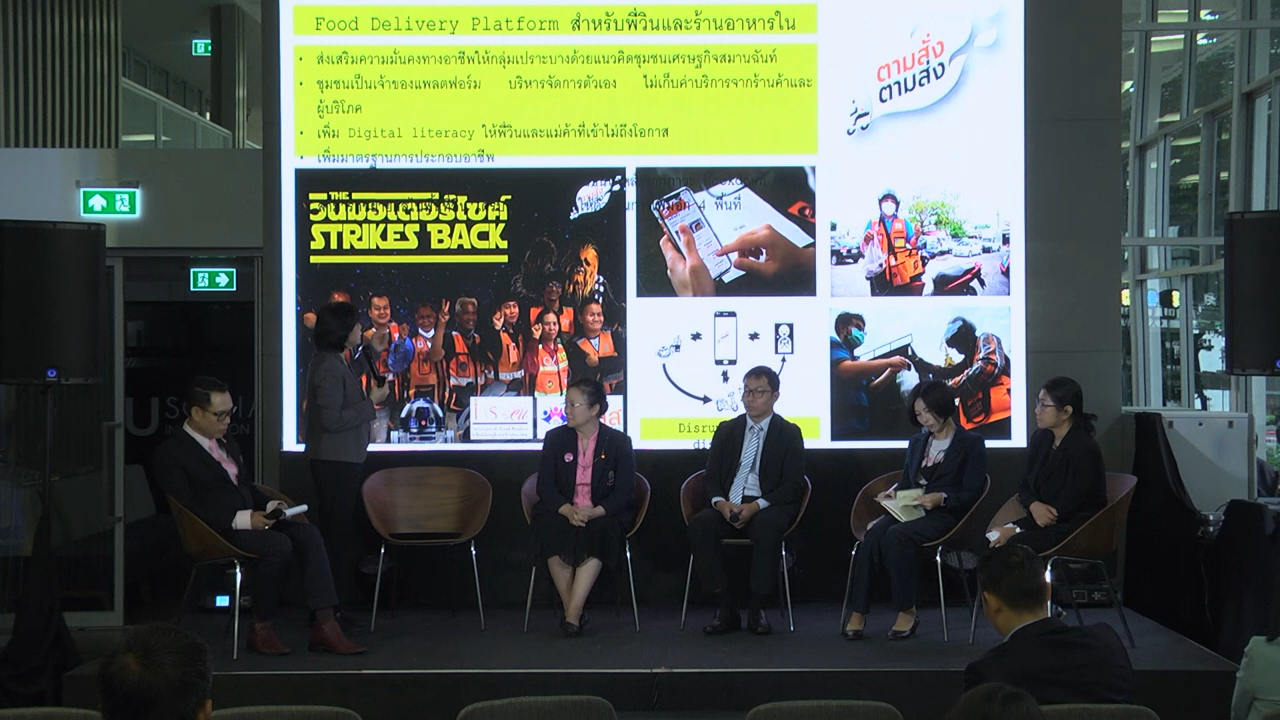 Food Delivery Platform สำหรับพี่วินและร้านอาหารใน
• ส่งเสริมความมั่นคงทางอาชีพให้กลุ่มเปราะบางด้วยแนวคิดชุมชนเศรษฐกิจสมานฉันท์
• ชุมชนเป็นเจ้าของแพลตฟอร์ม บริหารจัดการตัวเอง ไม่เก็บค่าบริการจากร้านค้าและ
ผู้บริโภค
• เพิ่ม Digital literacy ให้พี่วินและแม่ค้าที่เข้าไม่ถึงโอกาส
• เพิ่มมาตรฐานการประกอบอาชีพ
4 พื้นที่
ตามสั่ง
ตามส่ง
THE
วินมอเตอร์ไซค์
STRIKES BACK